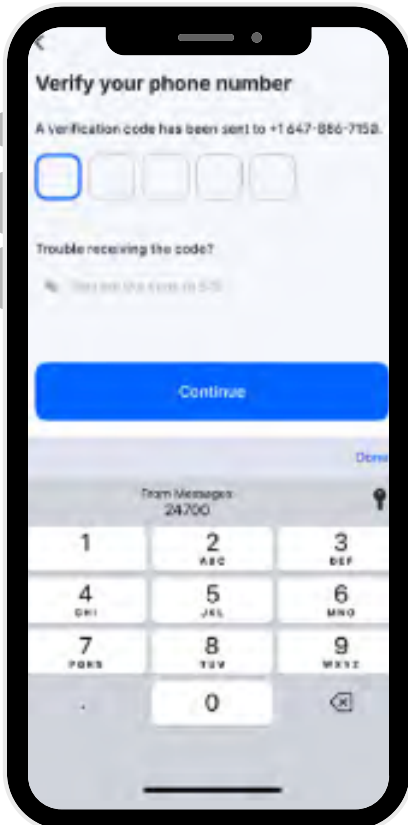 Verify your phone number
A verification code has been sent to +1 647-886-7152.
Trouble receiving the code?
Continue
Done
From Messages
24700
1
2
ABC
3
DEF
4
GHI
5
JKL
6
MNO
7
PQRS
8
TUV
9
WXYZ
.
0